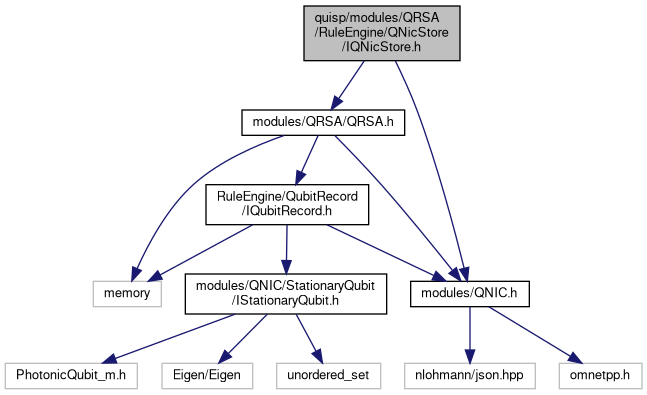 quisp/modules/QRSA
/RuleEngine/QNicStore
/IQNicStore.h
modules/QRSA/QRSA.h
RuleEngine/QubitRecord
/IQubitRecord.h
memory
modules/QNIC/StationaryQubit
/IStationaryQubit.h
modules/QNIC.h
PhotonicQubit_m.h
Eigen/Eigen
unordered_set
nlohmann/json.hpp
omnetpp.h